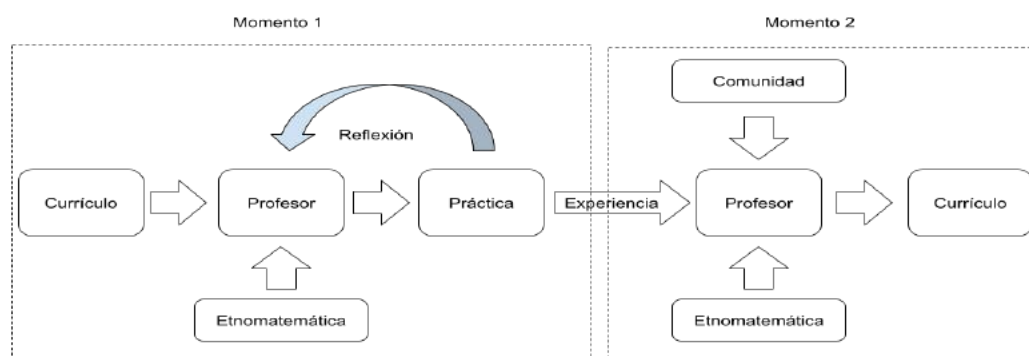 Momento 1
Momento 2
Comunidad
Reflexión
Currículo
Profesor
Práctica
Experiencia
Profesor
Currículo
Etnomatemática
Etnomatemática